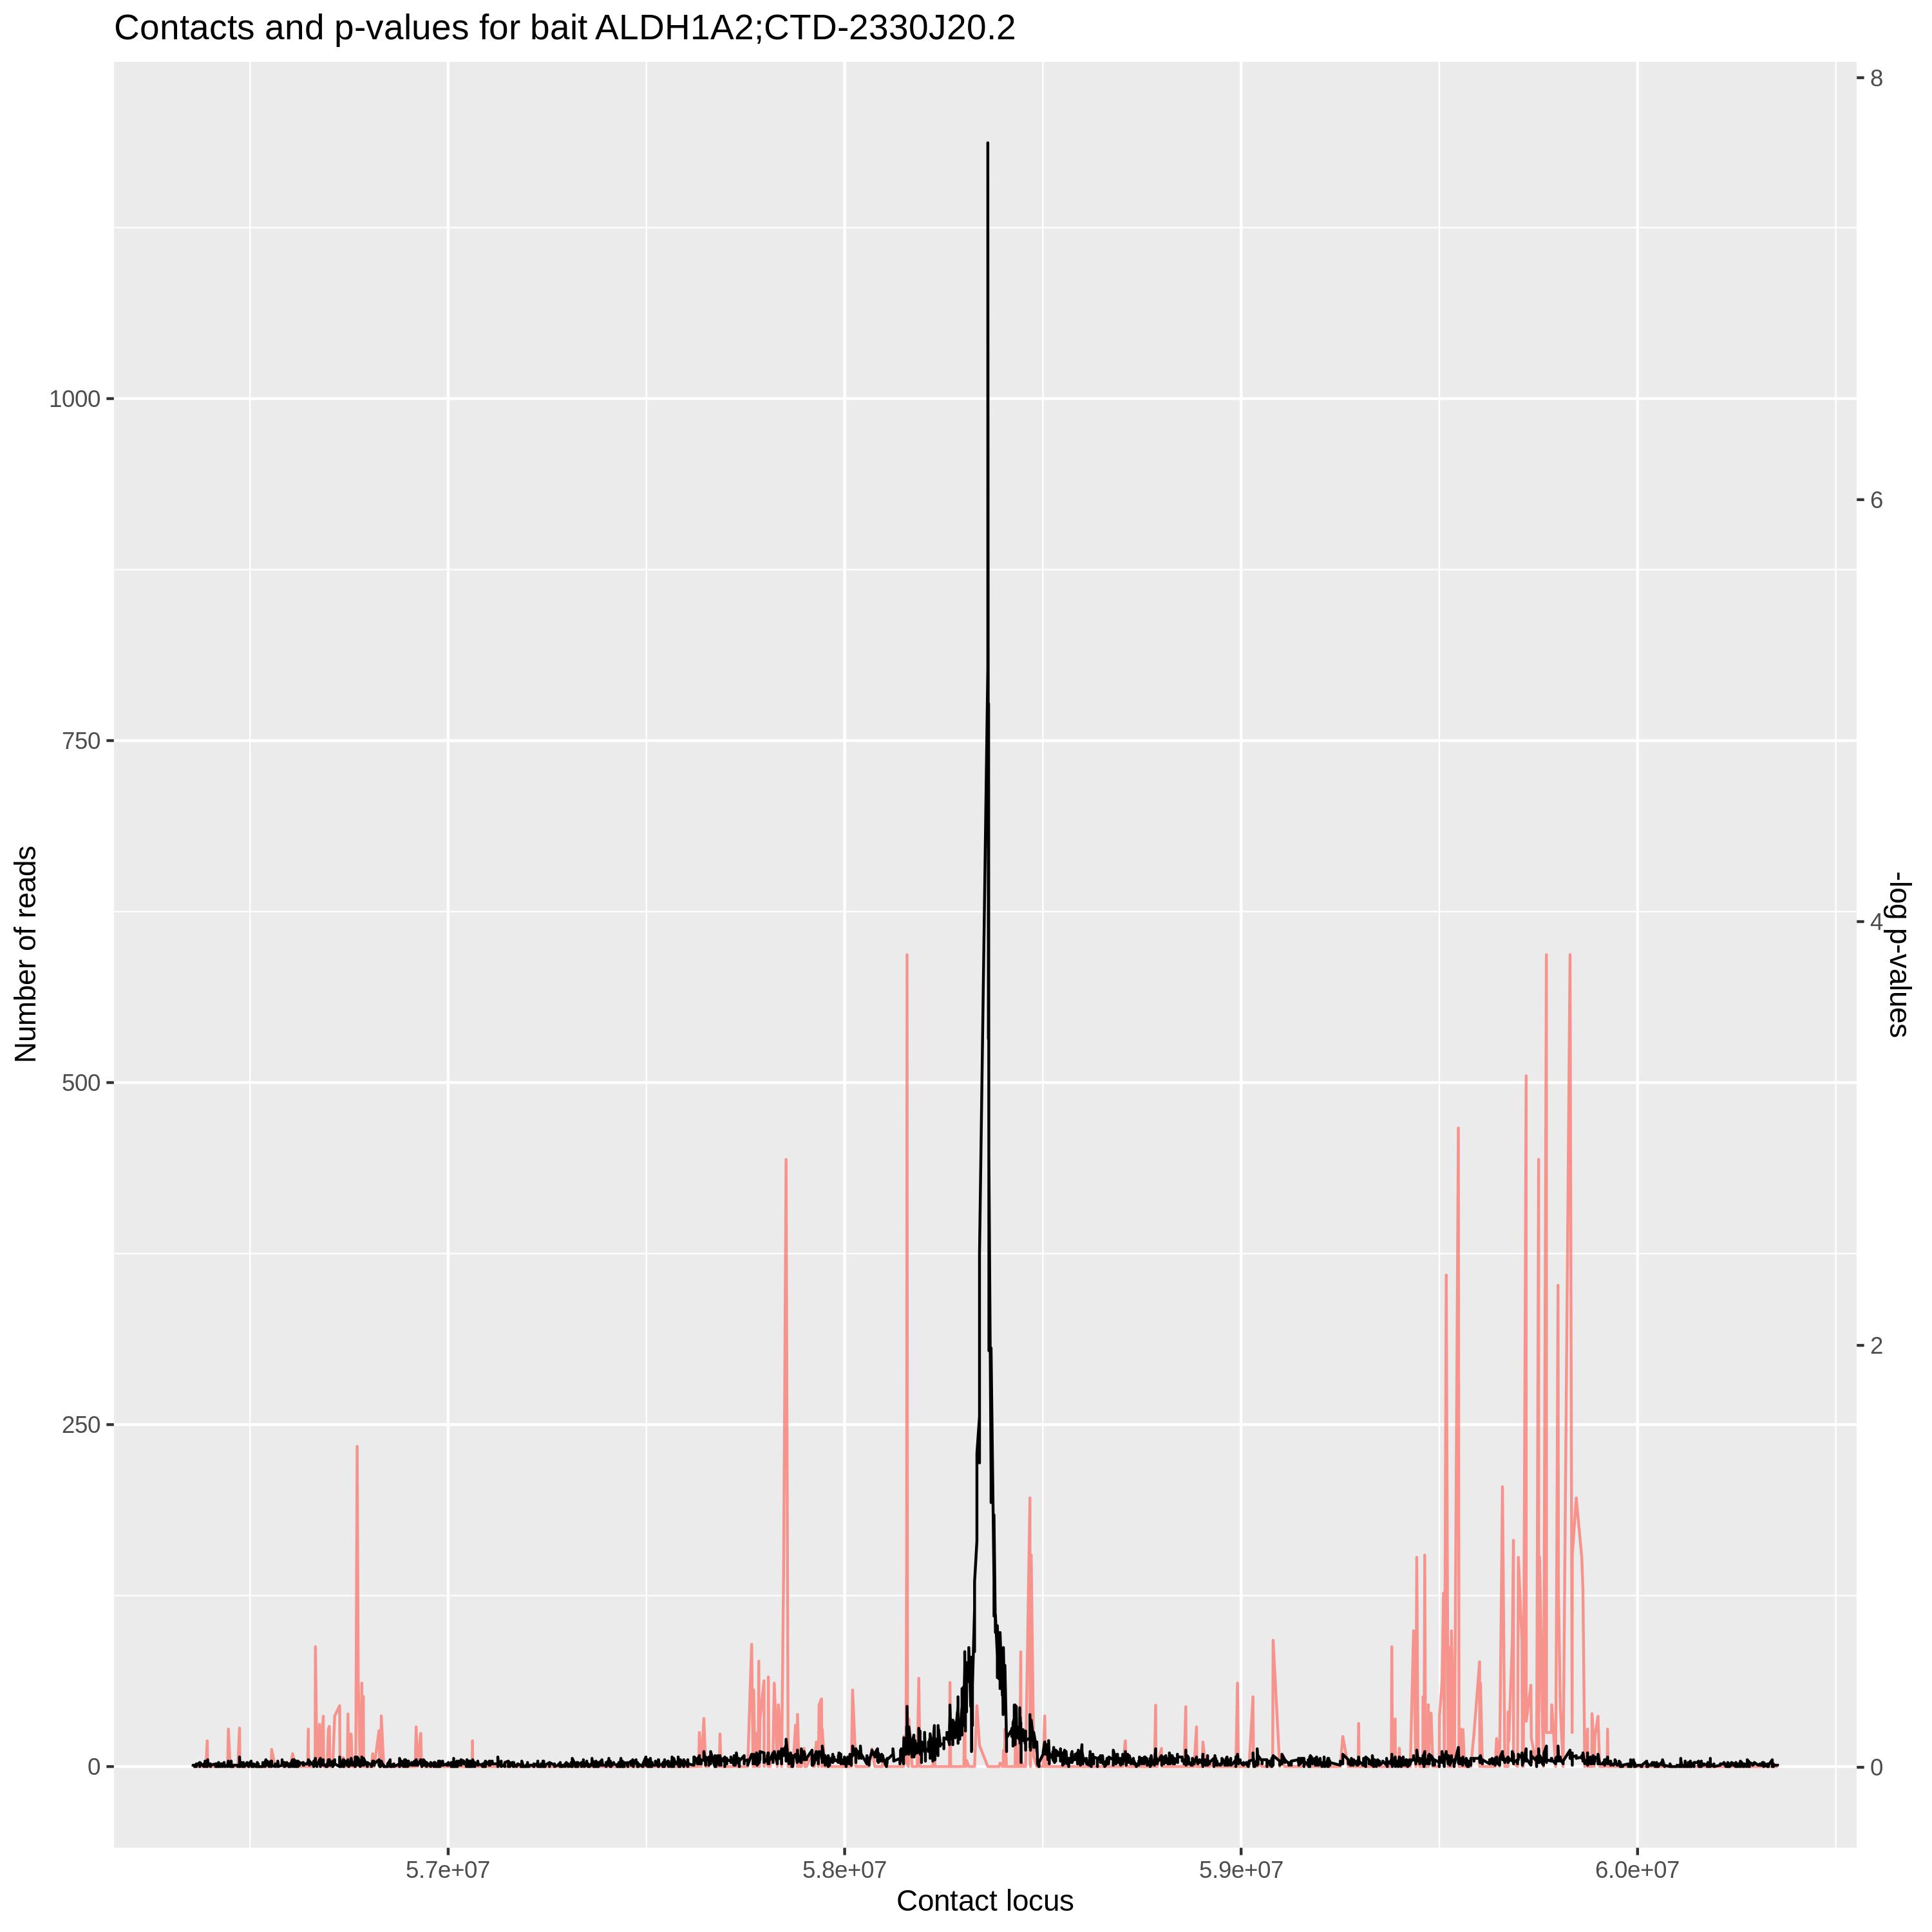 Contacts and p-values for bait ALDH1A2;CTD-2330J20.2
Number of reads
1000
750
500
250
0
8
6
4
2
0
-log p-values
5.7e+07
5.8e+07
5.9e+07
6.0e+07
Contact locus